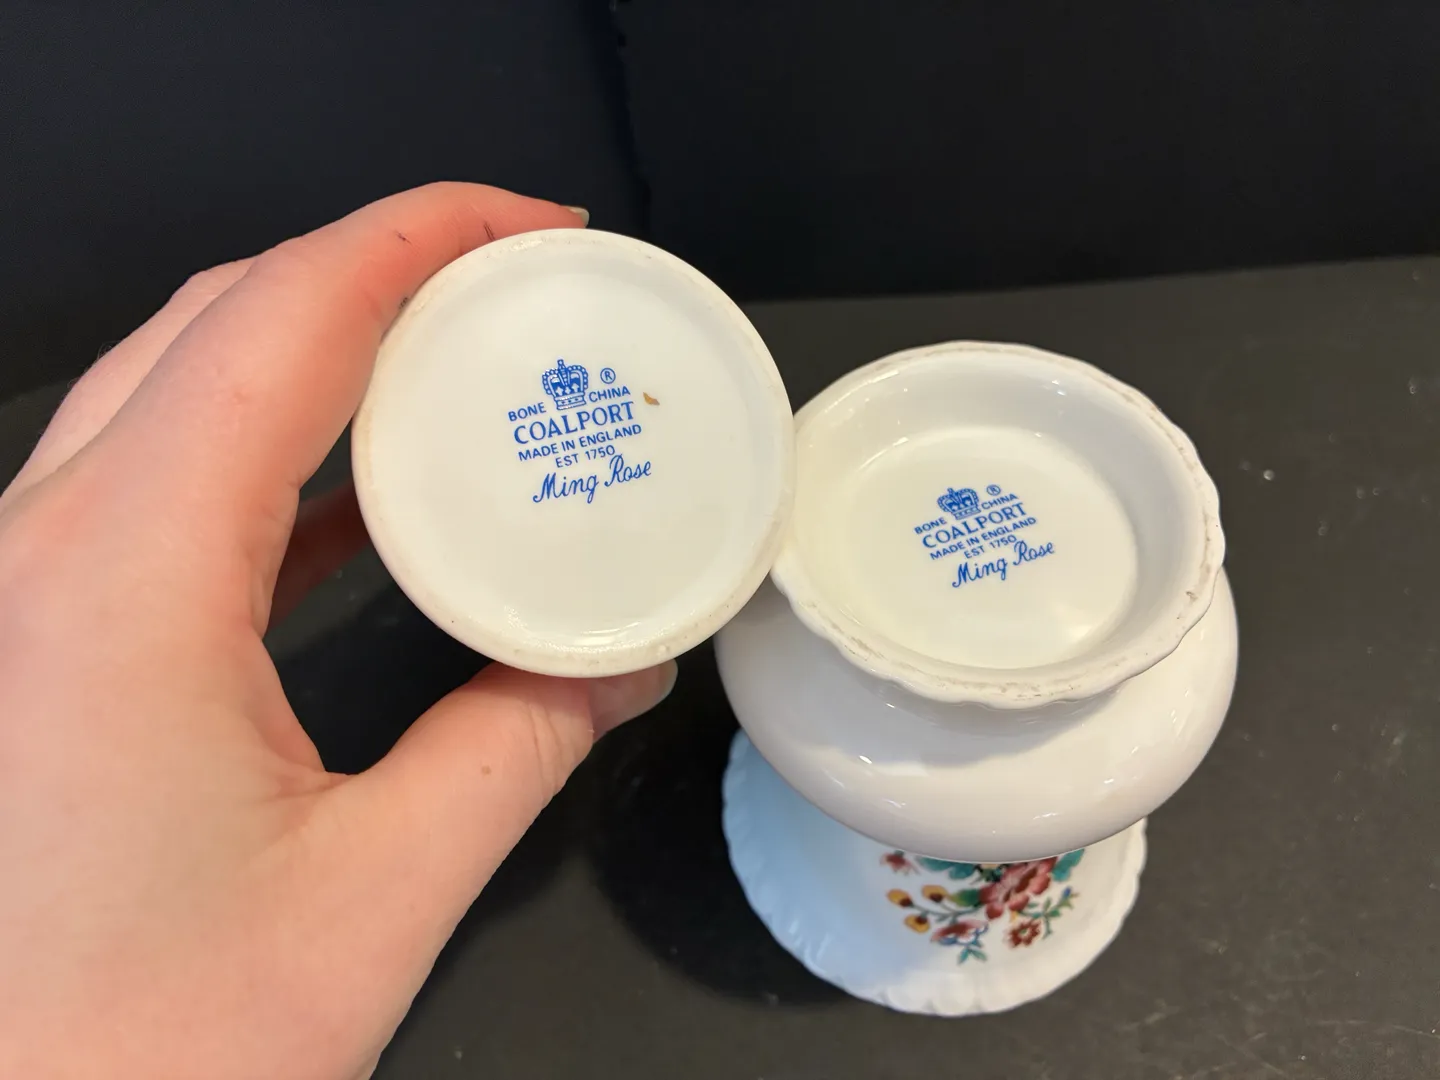 ®
BONE CHINA
COALPORT
MADE IN ENGLAND
EST 1750
Ming Rose
®
BONE CHINA
COALPORT
MADE IN ENGLAND
EST 1750
Ming Rose